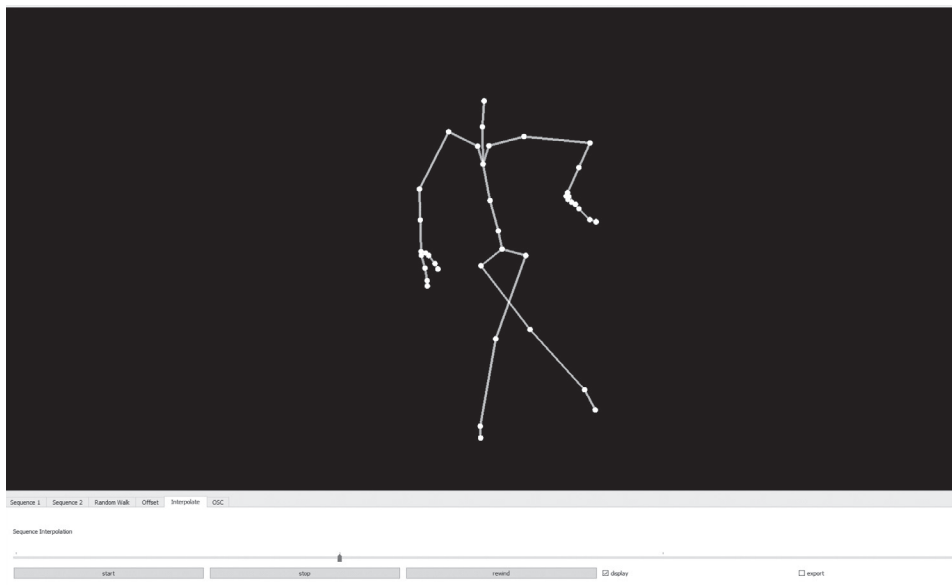 Sequence 1 Sequence 2 Random Walk Offset Interpolate OSC
Sequence Interpolation
start stop rewind display export